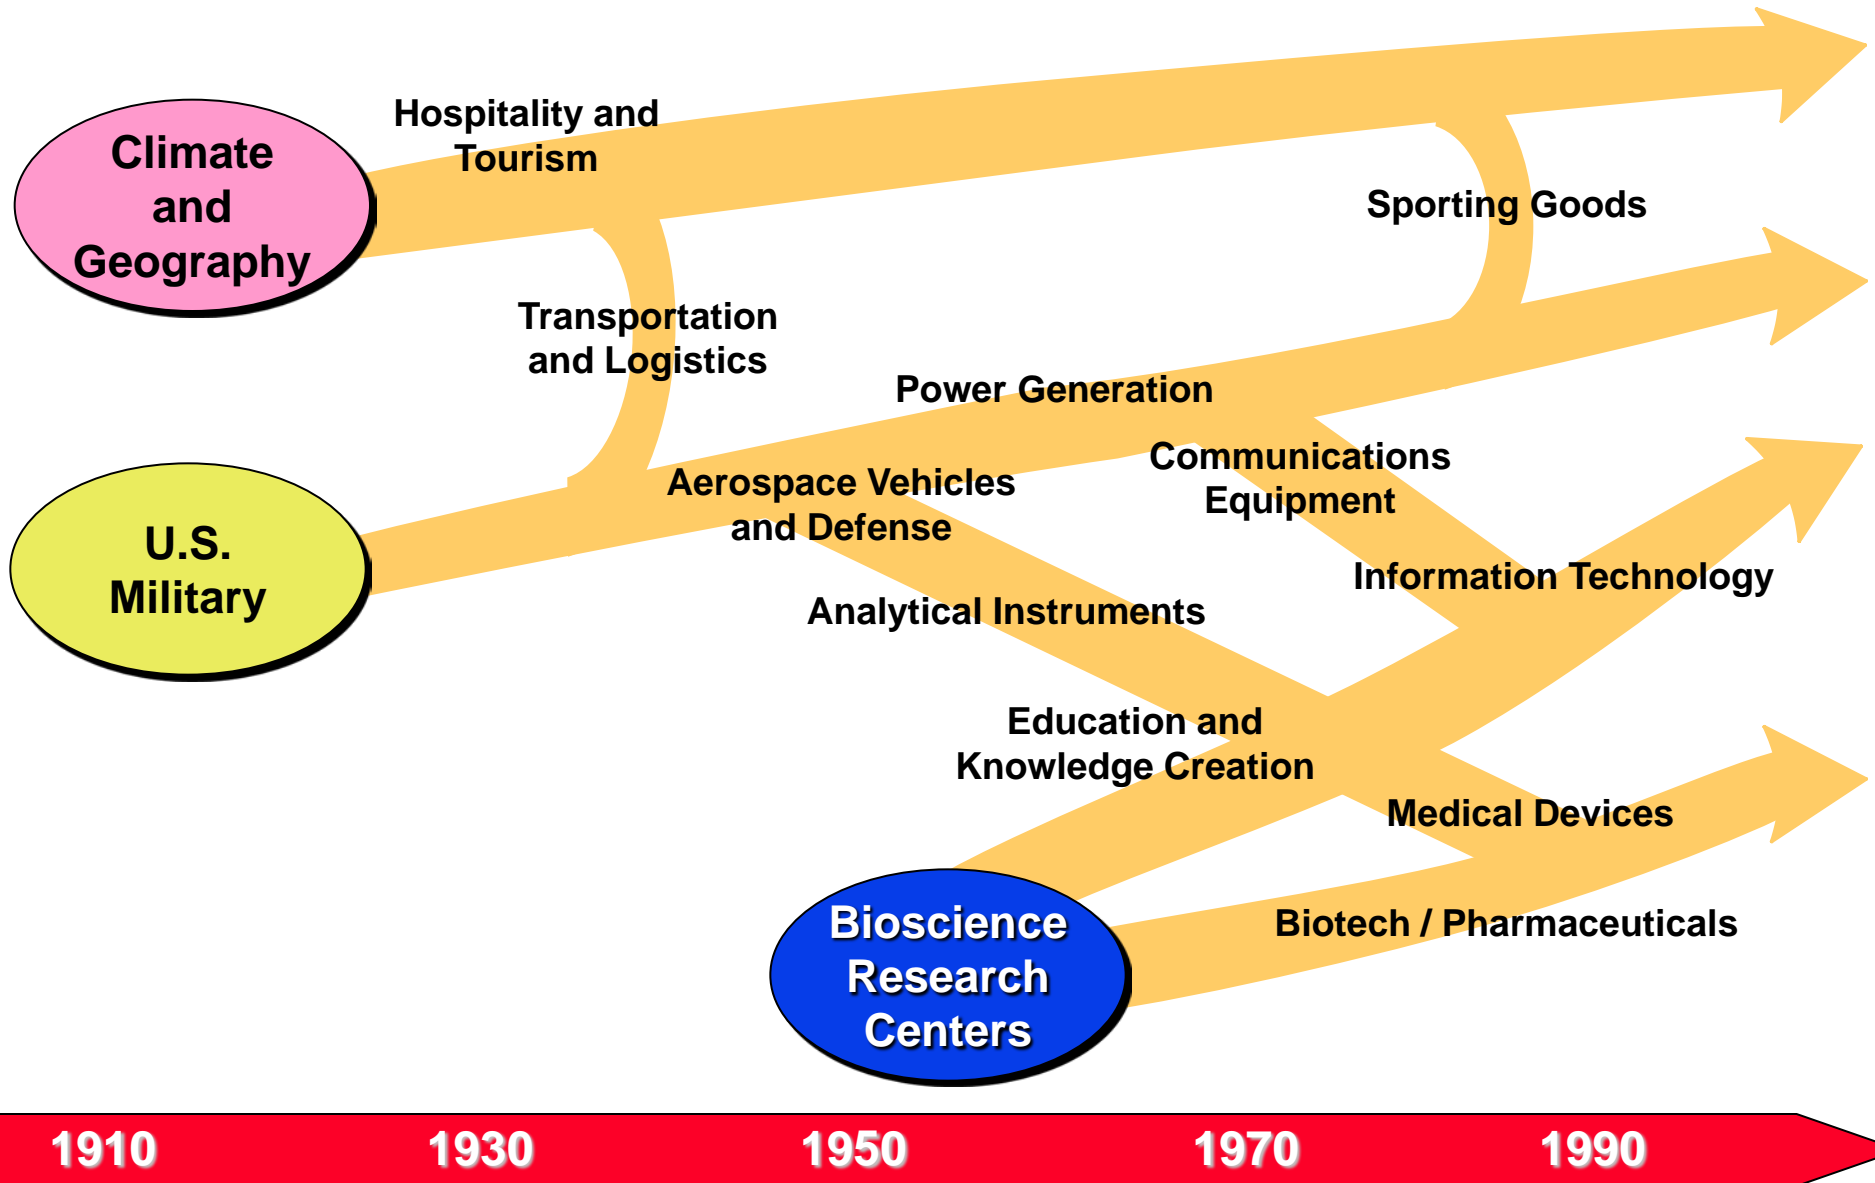 Hospitality and
Tourism
Climate
and
Geography
Sporting Goods
Transportation
and Logistics
Power Generation
Communications
Equipment
Aerospace Vehicles
and Defense
U.S.
Military
Information Technology
Analytical Instruments
Education and
Knowledge Creation
Medical Devices
Bioscience
Research
Centers
Biotech / Pharmaceuticals
1910 1930 1950 1970 1990